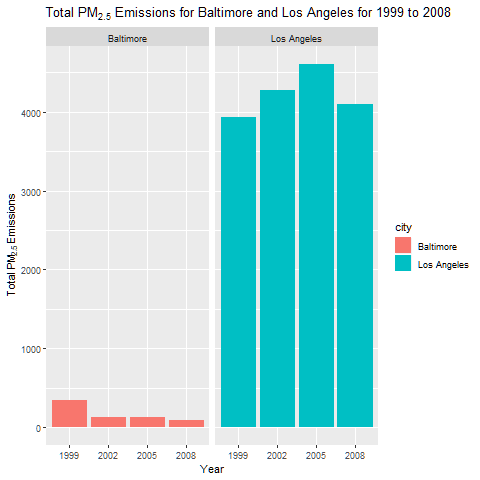 Total PM2.5 Emissions for Baltimore and Los Angeles for 1999 to 2008
Baltimore
Los Angeles
Total PM2.5 Emissions
4000
3000
2000
1000
0
1999 2002 2005 2008
1999 2002 2005 2008
Year
city
Baltimore
Los Angeles